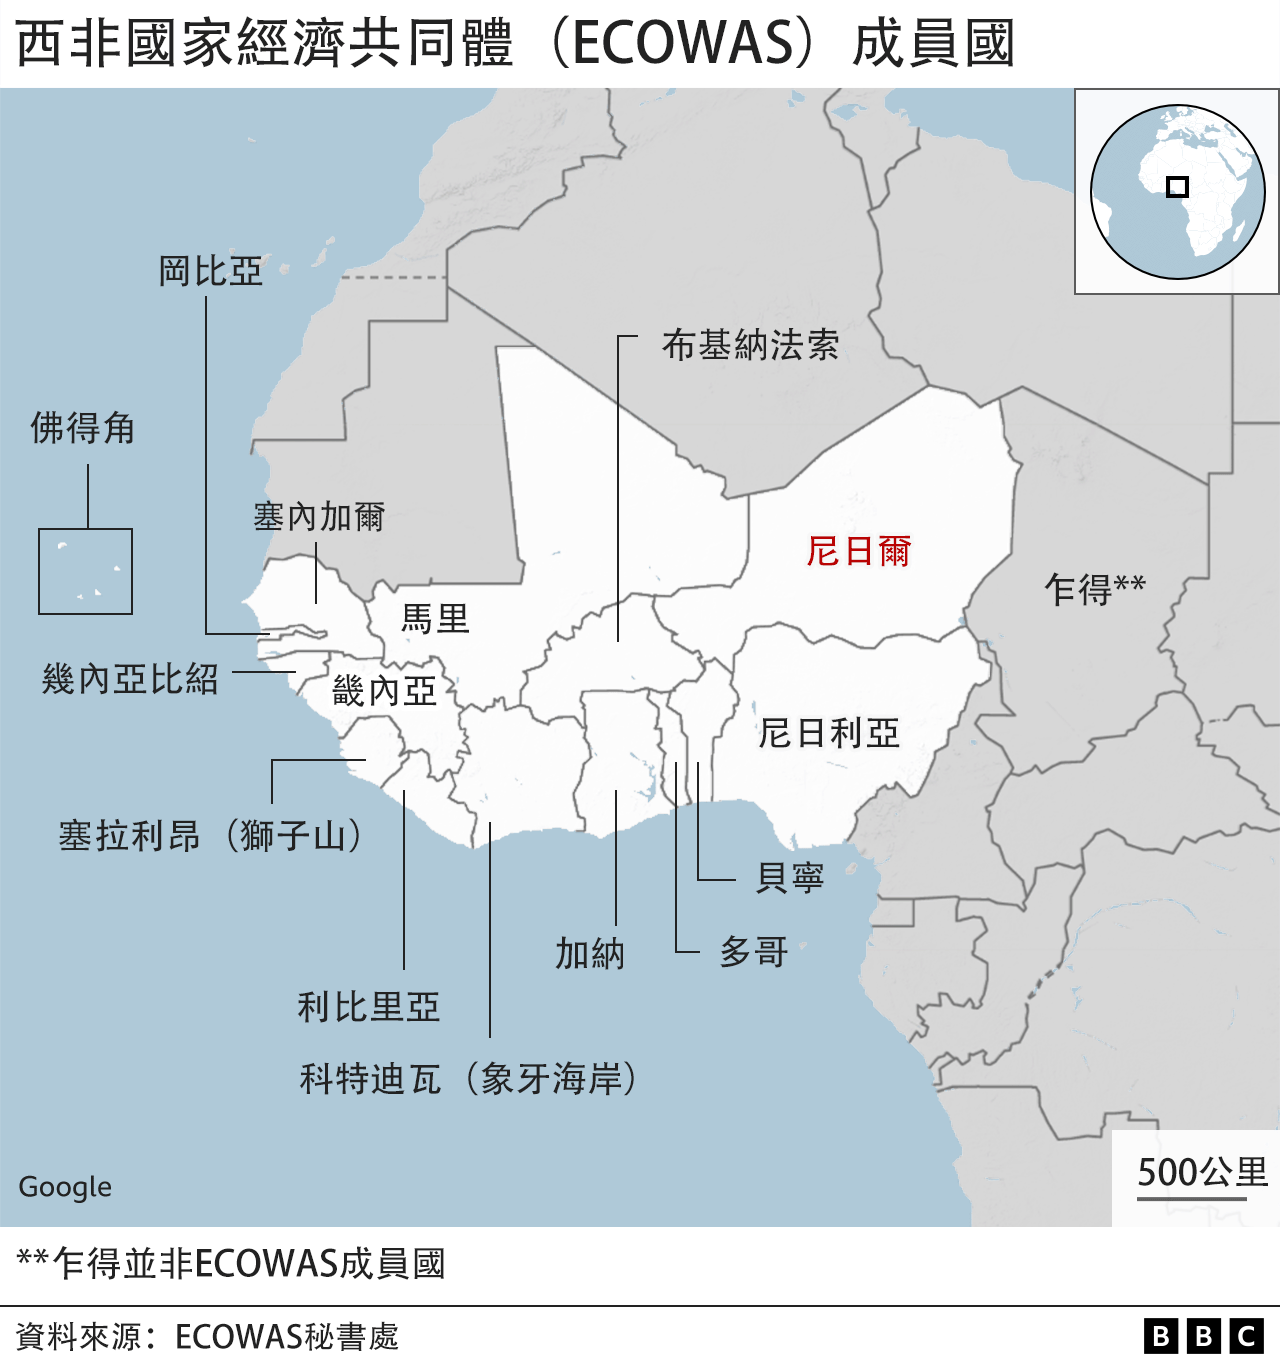 西非國家經濟共同體（ECOWAS）成員國
岡比亞
布基納法索
佛得角
塞內加爾
尼日爾
乍得**
馬里
幾內亞比紹
畿內亞
尼日利亞
塞拉利昂（獅子山）
貝寧
加納
多哥
利比里亞
科特迪瓦（象牙海岸）
500公里
Google
**乍得並非ECOWAS成員國
資料來源：ECOWAS秘書處
BBC